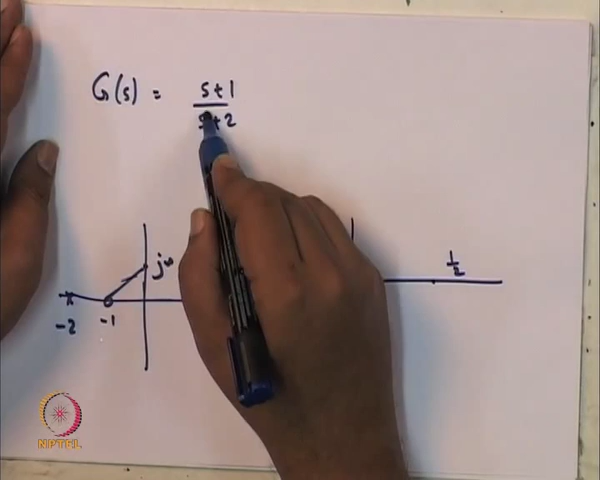 G(s) = s+1
s+2
jω
1/2
-2 -1
NPTEL